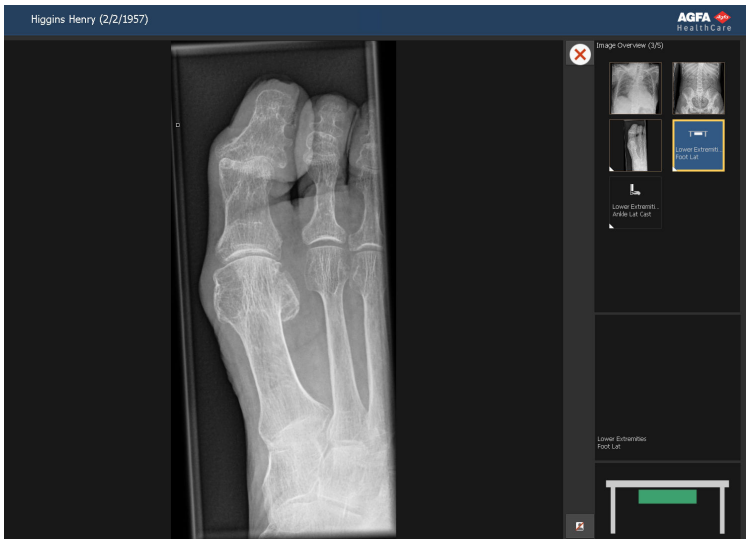 Higgins Henry (2/2/1957)
AGFA
HealthCare
Image Overview (3/5)
Lower Extremiti...
Foot Lat
Lower Extremiti...
Ankle Lat Cast
Lower Extremities
Foot Lat